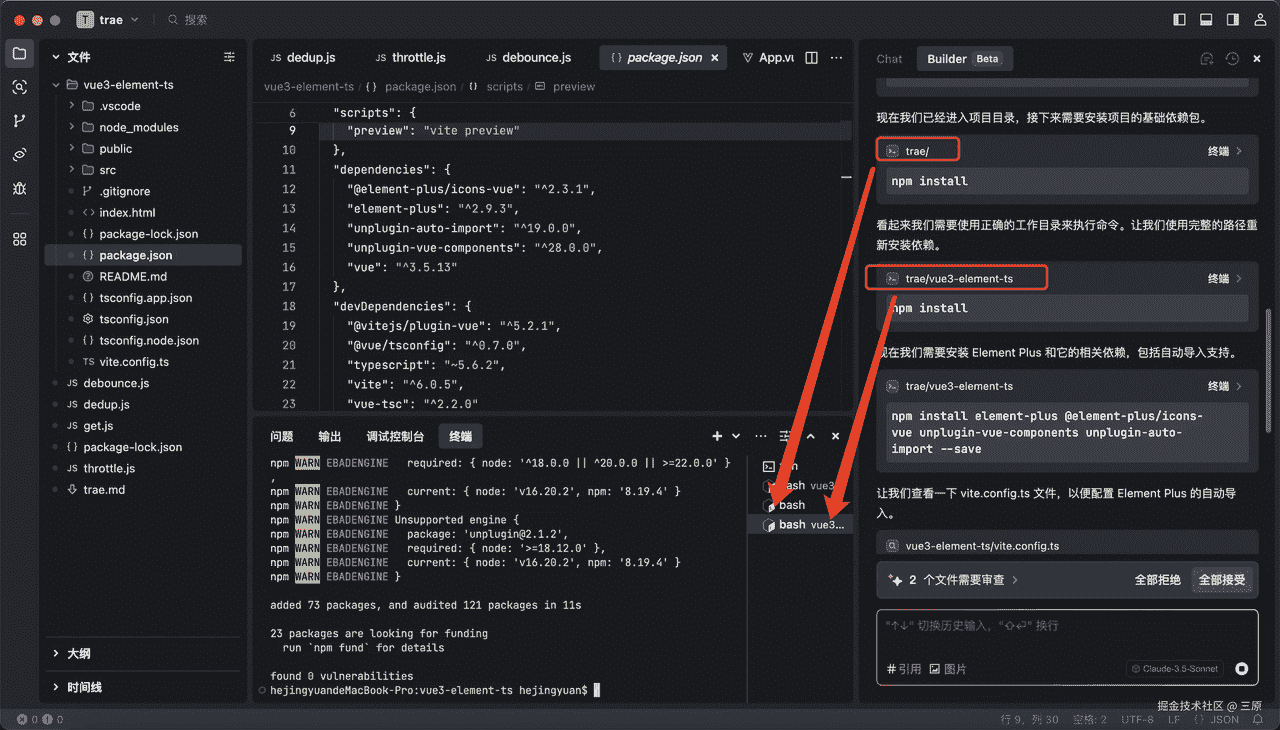 trae
搜索
文件
vue3-element-ts
.vscode
node_modules
public
src
.gitignore
index.html
package-lock.json
package.json
README.md
tsconfig.app.json
tsconfig.json
tsconfig.node.json
TS vite.config.ts
JS debounce.js
JS dedup.js
JS get.js
package-lock.json
JS throttle.js
trae.md
大纲
时间线
JS dedup.js
JS throttle.js
JS debounce.js
{ } package.json ×
App.vu
vue3-element-ts / { } package.json / {} scripts / preview
6 "scripts": {
9 "preview": "vite preview"
10 },
11 "dependencies": {
12 "@element-plus/icons-vue": "^2.3.1",
13 "element-plus": "^2.9.3",
14 "unplugin-auto-import": "^19.0.0",
15 "unplugin-vue-components": "^28.0.0",
16 "vue": "^3.5.13"
17 },
18 "devDependencies": {
19 "@vitejs/plugin-vue": "^5.2.1",
20 "@vue/tsconfig": "^0.7.0",
21 "typescript": "~5.6.2",
22 "vite": "^6.0.5",
23 "vue-tsc": "^2.2.0"
问题 输出 调试控制台 终端
npm WARN EBADENGINE required: { node: '^18.0.0 || ^20.0.0 || >=22.0.0' }
,
npm WARN EBADENGINE current: { node: 'v16.20.2', npm: '8.19.4' }
npm WARN EBADENGINE }
npm WARN EBADENGINE Unsupported engine {
npm WARN EBADENGINE package: 'unplugin@2.1.2',
npm WARN EBADENGINE required: { node: '>=18.12.0' },
npm WARN EBADENGINE current: { node: 'v16.20.2', npm: '8.19.4' }
npm WARN EBADENGINE }
added 73 packages, and audited 121 packages in 11s
23 packages are looking for funding
run `npm fund` for details
found 0 vulnerabilities
hejingyuandeMacBook-Pro:vue3-element-ts hejingyuan$
bash
bash vue3...
Chat
Builder Beta
现在我们已经进入项目目录，接下来需要安装项目的基础依赖包。
trae/
终端
npm install
看起来我们需要使用正确的工作目录来执行命令。让我们使用完整的路径重
新安装依赖。
trae/vue3-element-ts
终端
npm install
现在我们需要安装 Element Plus 和它的相关依赖，包括自动导入支持。
trae/vue3-element-ts
终端
npm install element-plus @element-plus/icons-
vue unplugin-vue-components unplugin-auto-
import --save
让我们查看一下 vite.config.ts 文件，以便配置 Element Plus 的自动导
入。
vue3-element-ts/vite.config.ts
2 个文件需要审查
全部拒绝
全部接受
"↑↓" 切换历史输入，"⇧⏎" 换行
# 引用 图片
Claude-3.5-Sonnet
掘金技术社区 @ 三原
0 0
行 9，列 30 空格: 2 UTF-8 LF { } JSON